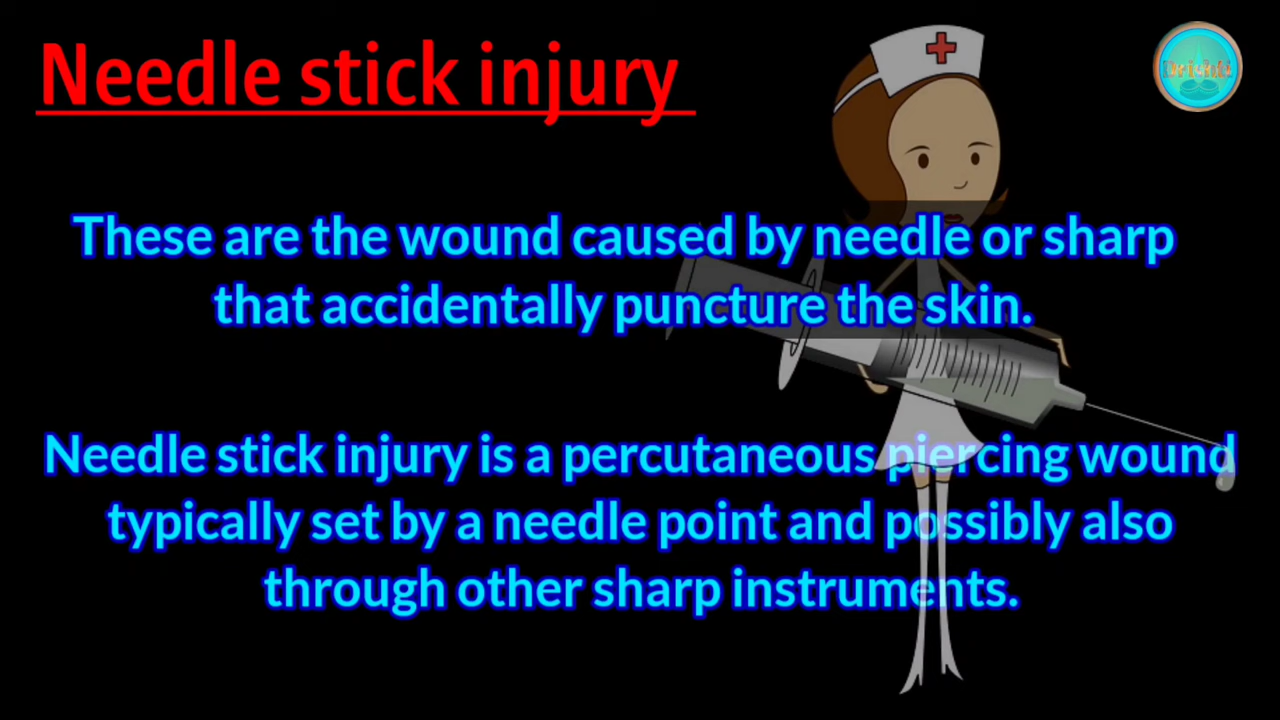 Needle stick injury
These are the wound caused by needle or sharp
that accidentally puncture the skin.
Needle stick injury is a percutaneous piercing wound
typically set by a needle point and possibly also
through other sharp instruments.